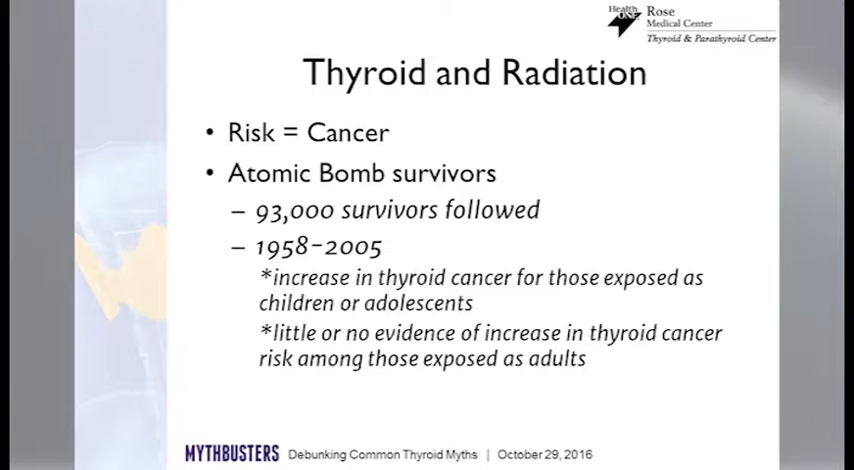 Health
ONE
Rose
Medical Center
Thyroid & Parathyroid Center
Thyroid and Radiation
• Risk = Cancer
• Atomic Bomb survivors
– 93,000 survivors followed
– 1958–2005
*increase in thyroid cancer for those exposed as
children or adolescents
*little or no evidence of increase in thyroid cancer
risk among those exposed as adults
MYTHBUSTERS Debunking Common Thyroid Myths | October 29, 2016